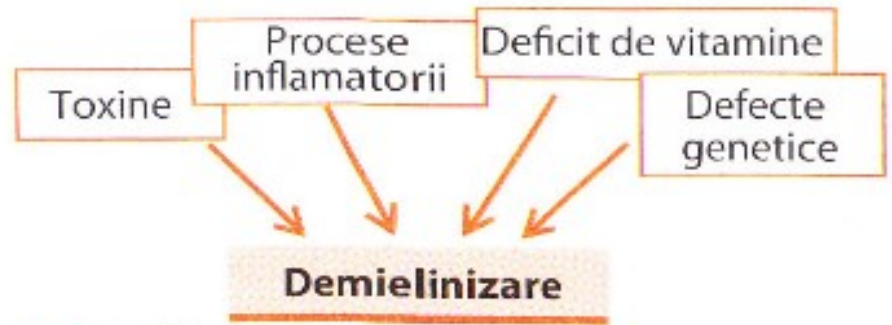 Toxine
Procese
inflamatorii
Deficit de vitamine
Defecte
genetice
Demielinizare